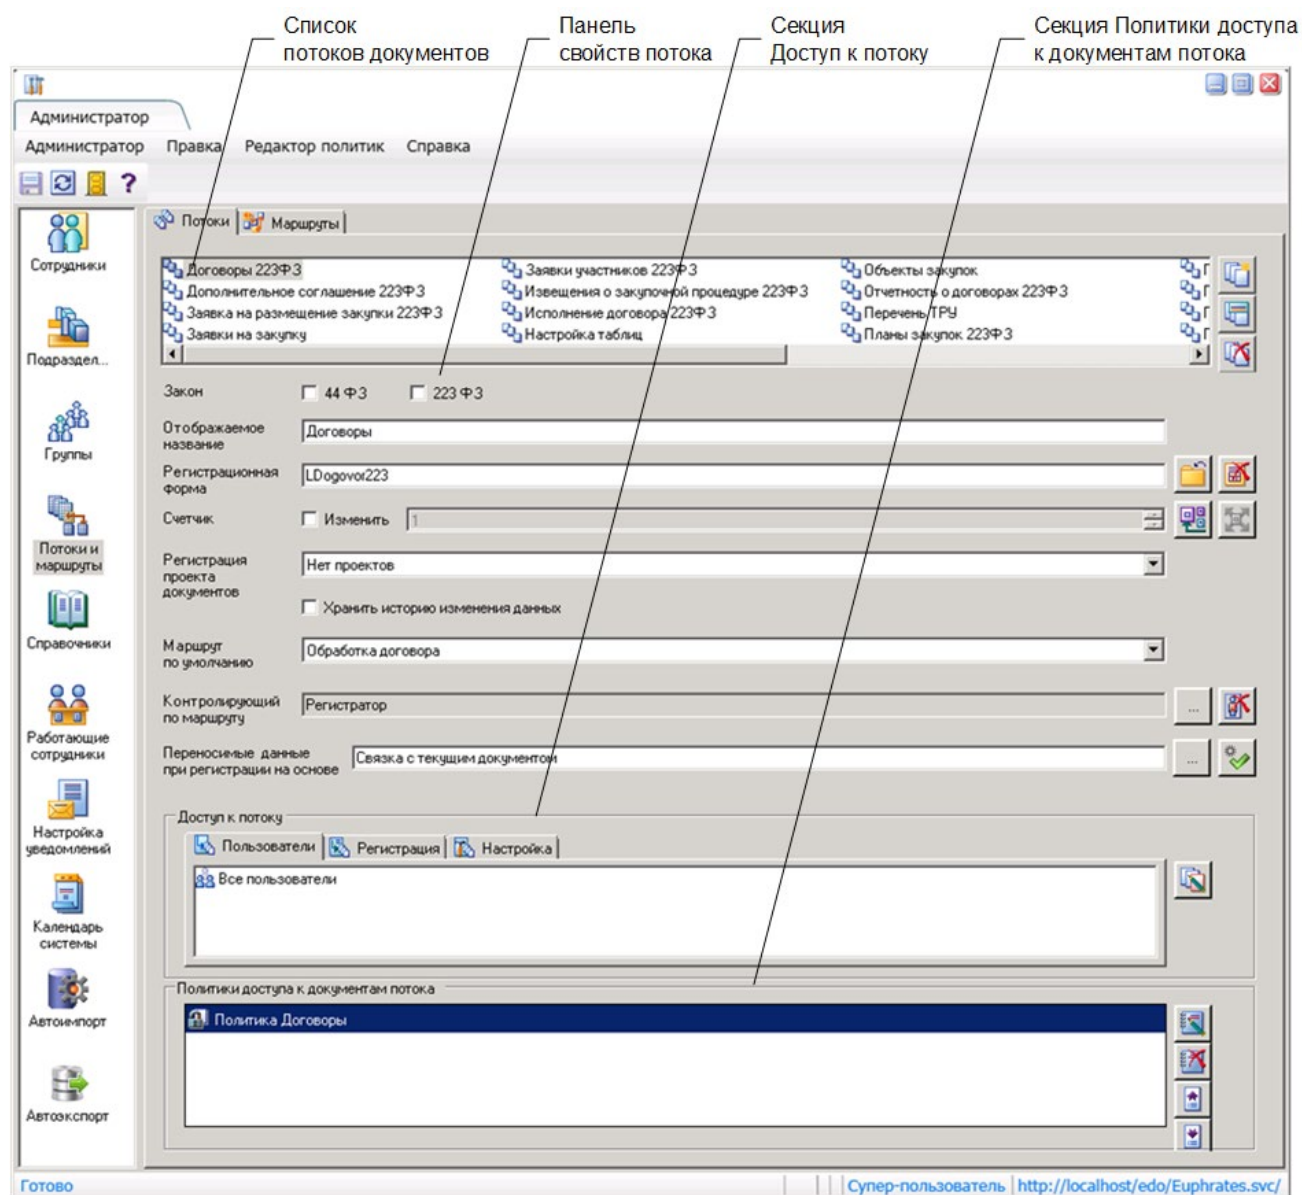 Список
потоков документов
Панель
свойств потока
Секция
Доступ к потоку
Секция Политики доступа
к документам потока
Администратор
Администратор Правка Редактор политик Справка
?
Потоки Маршруты
Сотрудники
Подраздел...
Группы
Потоки и
маршруты
Справочники
Работающие
сотрудники
Настройка
уведомлений
Календарь
системы
Автоимпорт
Автоэкспорт
Договоры 223ФЗ Заявки участников 223ФЗ Объекты закупок Г
Дополнительное соглашение 223ФЗ Извещения о закупочной процедуре 223ФЗ Отчетность о договорах 223ФЗ Г
Заявка на размещение закупки 223ФЗ Исполнение договора 223ФЗ Перечень ТРУ Г
Заявки на закупку Настройка таблиц Планы закупок 223ФЗ Г
Закон 44 ФЗ 223 ФЗ
Отображаемое
название
Договоры
Регистрационная
форма
LDogovor223
Счетчик Изменить 1
Регистрация
проекта
документов
Нет проектов
Хранить историю изменения данных
Маршрут
по умолчанию
Обработка договора
Контролирующий
по маршруту
Регистратор ...
Переносимые данные
при регистрации на основе
Связка с текущим документом ...
Доступ к потоку
Пользователи Регистрация Настройка
Все пользователи
Политики доступа к документам потока
Политика Договоры
Готово Супер-пользователь http://localhost/edo/Euphrates.svc/